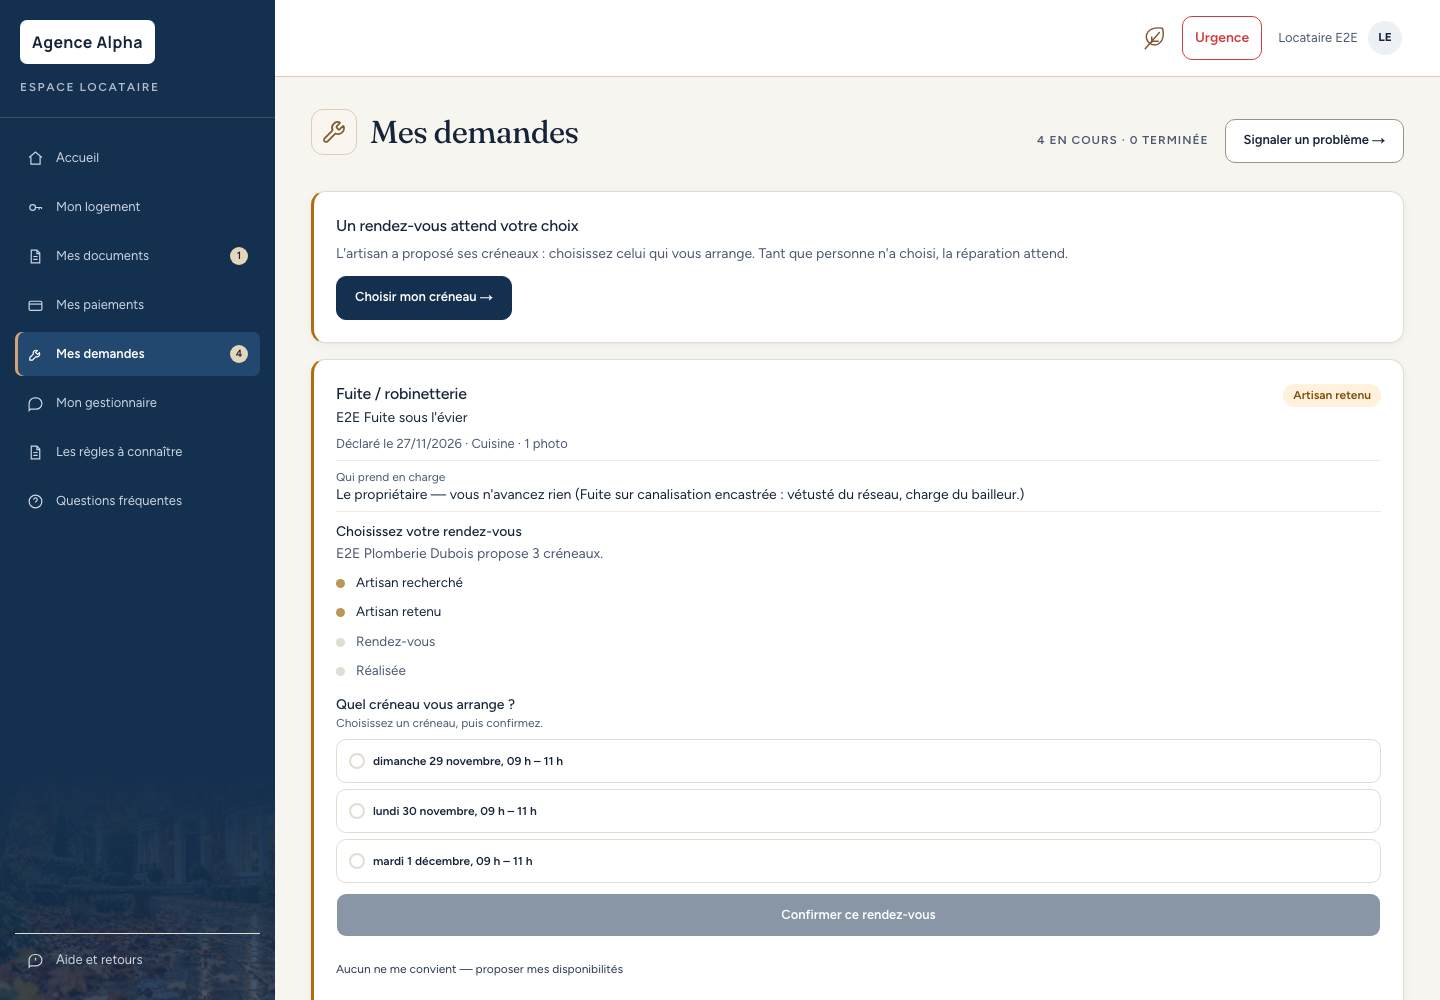 Agence Alpha
ESPACE LOCATAIRE
Accueil
Mon logement
Mes documents 1
Mes paiements
Mes demandes 4
Mon gestionnaire
Les règles à connaître
Questions fréquentes
Aide et retours
Urgence
Locataire E2E LE
Mes demandes
4 EN COURS · 0 TERMINÉE
Signaler un problème →
Un rendez-vous attend votre choix
L'artisan a proposé ses créneaux : choisissez celui qui vous arrange. Tant que personne n'a choisi, la réparation attend.
Choisir mon créneau →
Fuite / robinetterie
Artisan retenu
E2E Fuite sous l'évier
Déclaré le 27/11/2026 · Cuisine · 1 photo
Qui prend en charge
Le propriétaire — vous n'avancez rien (Fuite sur canalisation encastrée : vétusté du réseau, charge du bailleur.)
Choisissez votre rendez-vous
E2E Plomberie Dubois propose 3 créneaux.
Artisan recherché
Artisan retenu
Rendez-vous
Réalisée
Quel créneau vous arrange ?
Choisissez un créneau, puis confirmez.
dimanche 29 novembre, 09 h – 11 h
lundi 30 novembre, 09 h – 11 h
mardi 1 décembre, 09 h – 11 h
Confirmer ce rendez-vous
Aucun ne me convient — proposer mes disponibilités